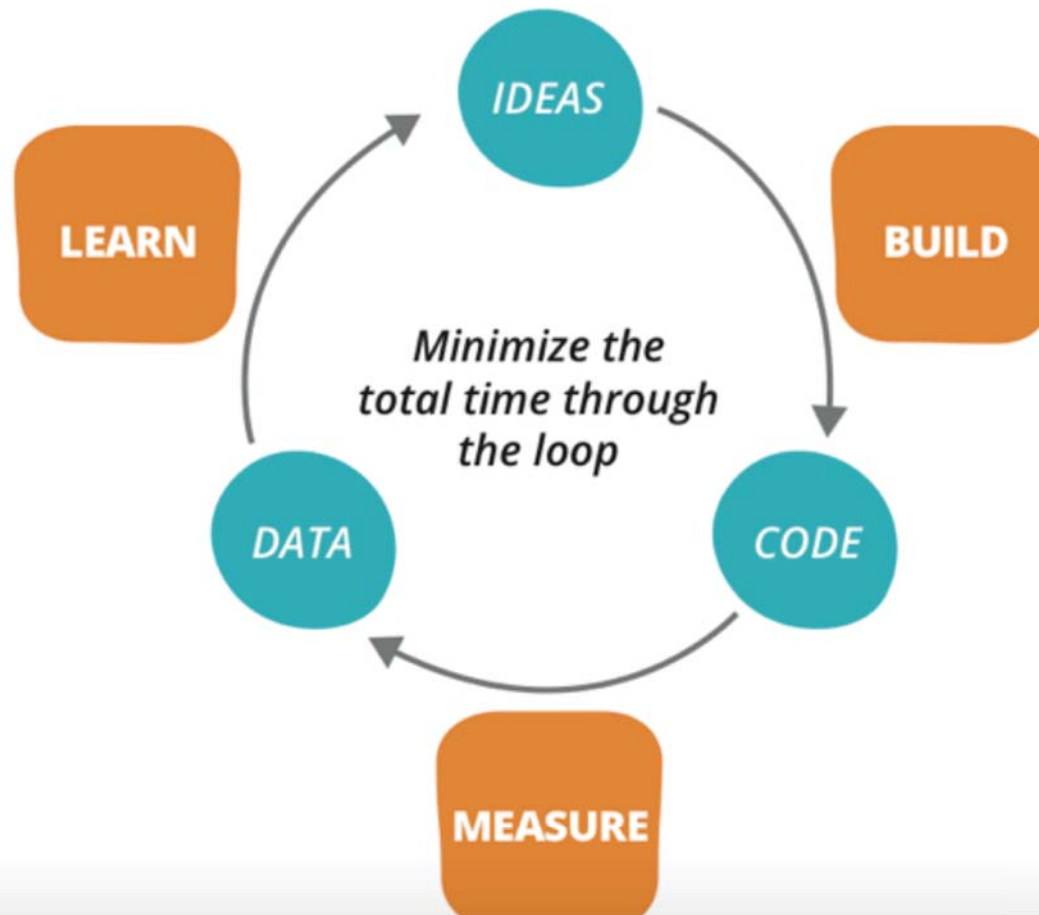 IDEAS
LEARN
BUILD
Minimize the
total time through
the loop
DATA
CODE
MEASURE